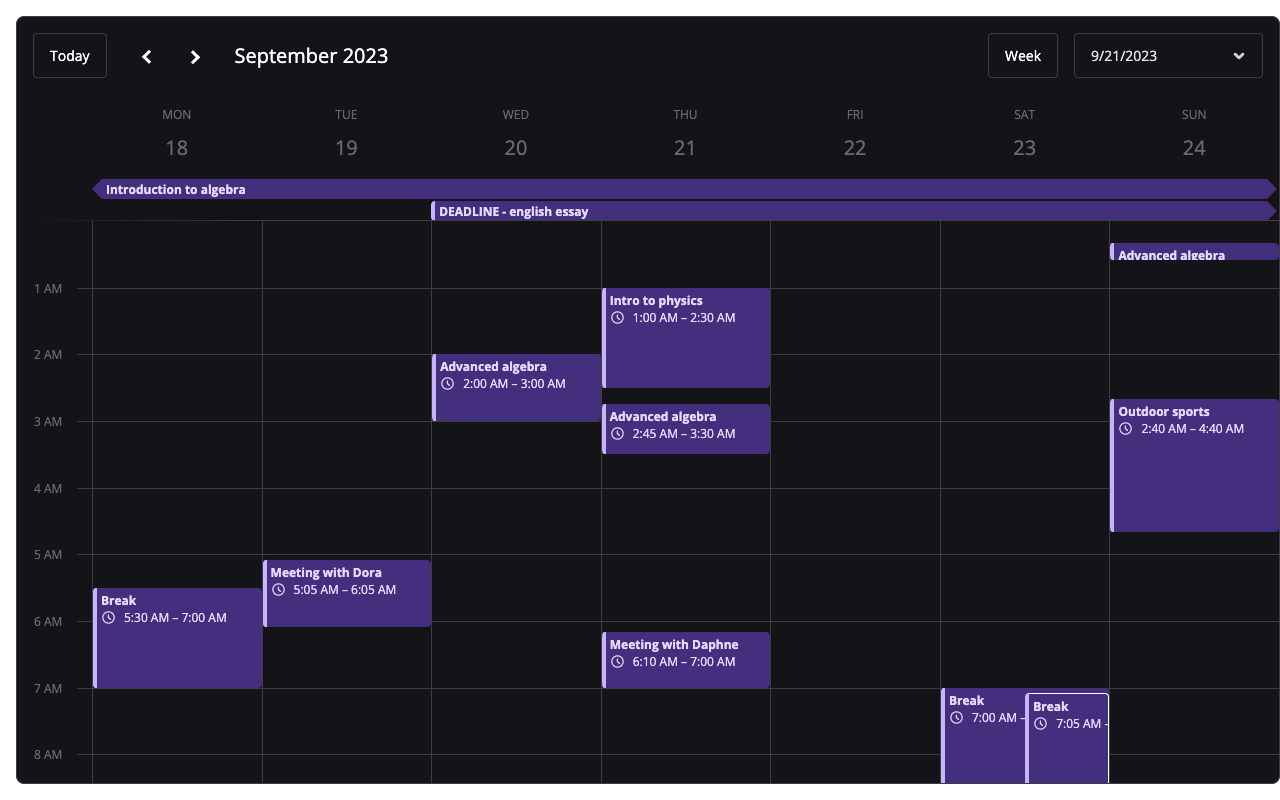 Today
September 2023
Week
9/21/2023
MON
TUE
WED
THU
FRI
SAT
SUN
18
19
20
21
22
23
24
Introduction to algebra
DEADLINE - english essay
Advanced algebra
1 AM
Intro to physics
1:00 AM – 2:30 AM
2 AM
Advanced algebra
2:00 AM – 3:00 AM
Outdoor sports
2:40 AM – 4:40 AM
Advanced algebra
2:45 AM – 3:30 AM
3 AM
4 AM
5 AM
Meeting with Dora
5:05 AM – 6:05 AM
Break
5:30 AM – 7:00 AM
6 AM
Meeting with Daphne
6:10 AM – 7:00 AM
7 AM
Break
7:00 AM –
Break
7:05 AM -
8 AM